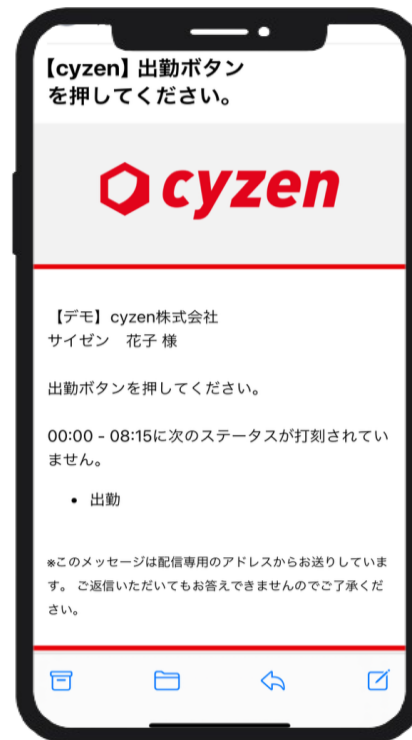 【cyzen】出勤ボタン
を押してください。
cyzen
【デモ】cyzen株式会社
サイゼン　花子 様
出勤ボタンを押してください。
00:00 - 08:15に次のステータスが打刻されてい
ません。
• 出勤
※このメッセージは配信専用のアドレスからお送りしていま
す。 ご返信いただいてもお答えできませんのでご了承くだ
さい。